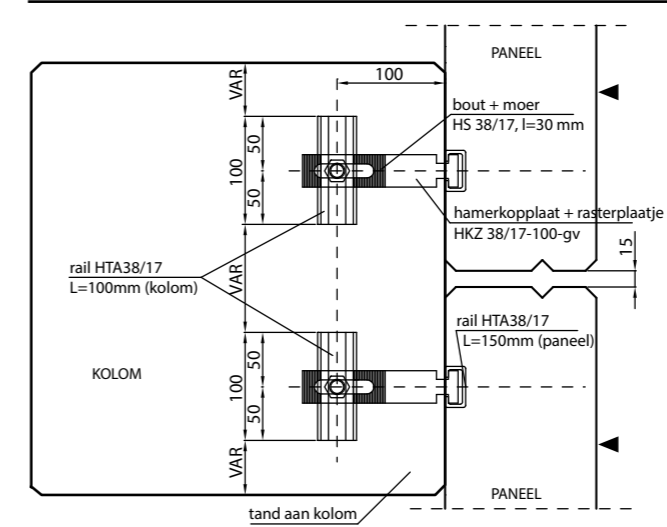 PANEEL
100
VAR
bout + moer
HS 38/17, l=30 mm
50
100
50
hamerkopplaat + rasterplaatje
HKZ 38/17-100-gv
15
rail HTA38/17
L=100mm (kolom)
VAR
rail HTA38/17
L=150mm (paneel)
50
KOLOM
100
50
VAR
PANEEL
tand aan kolom